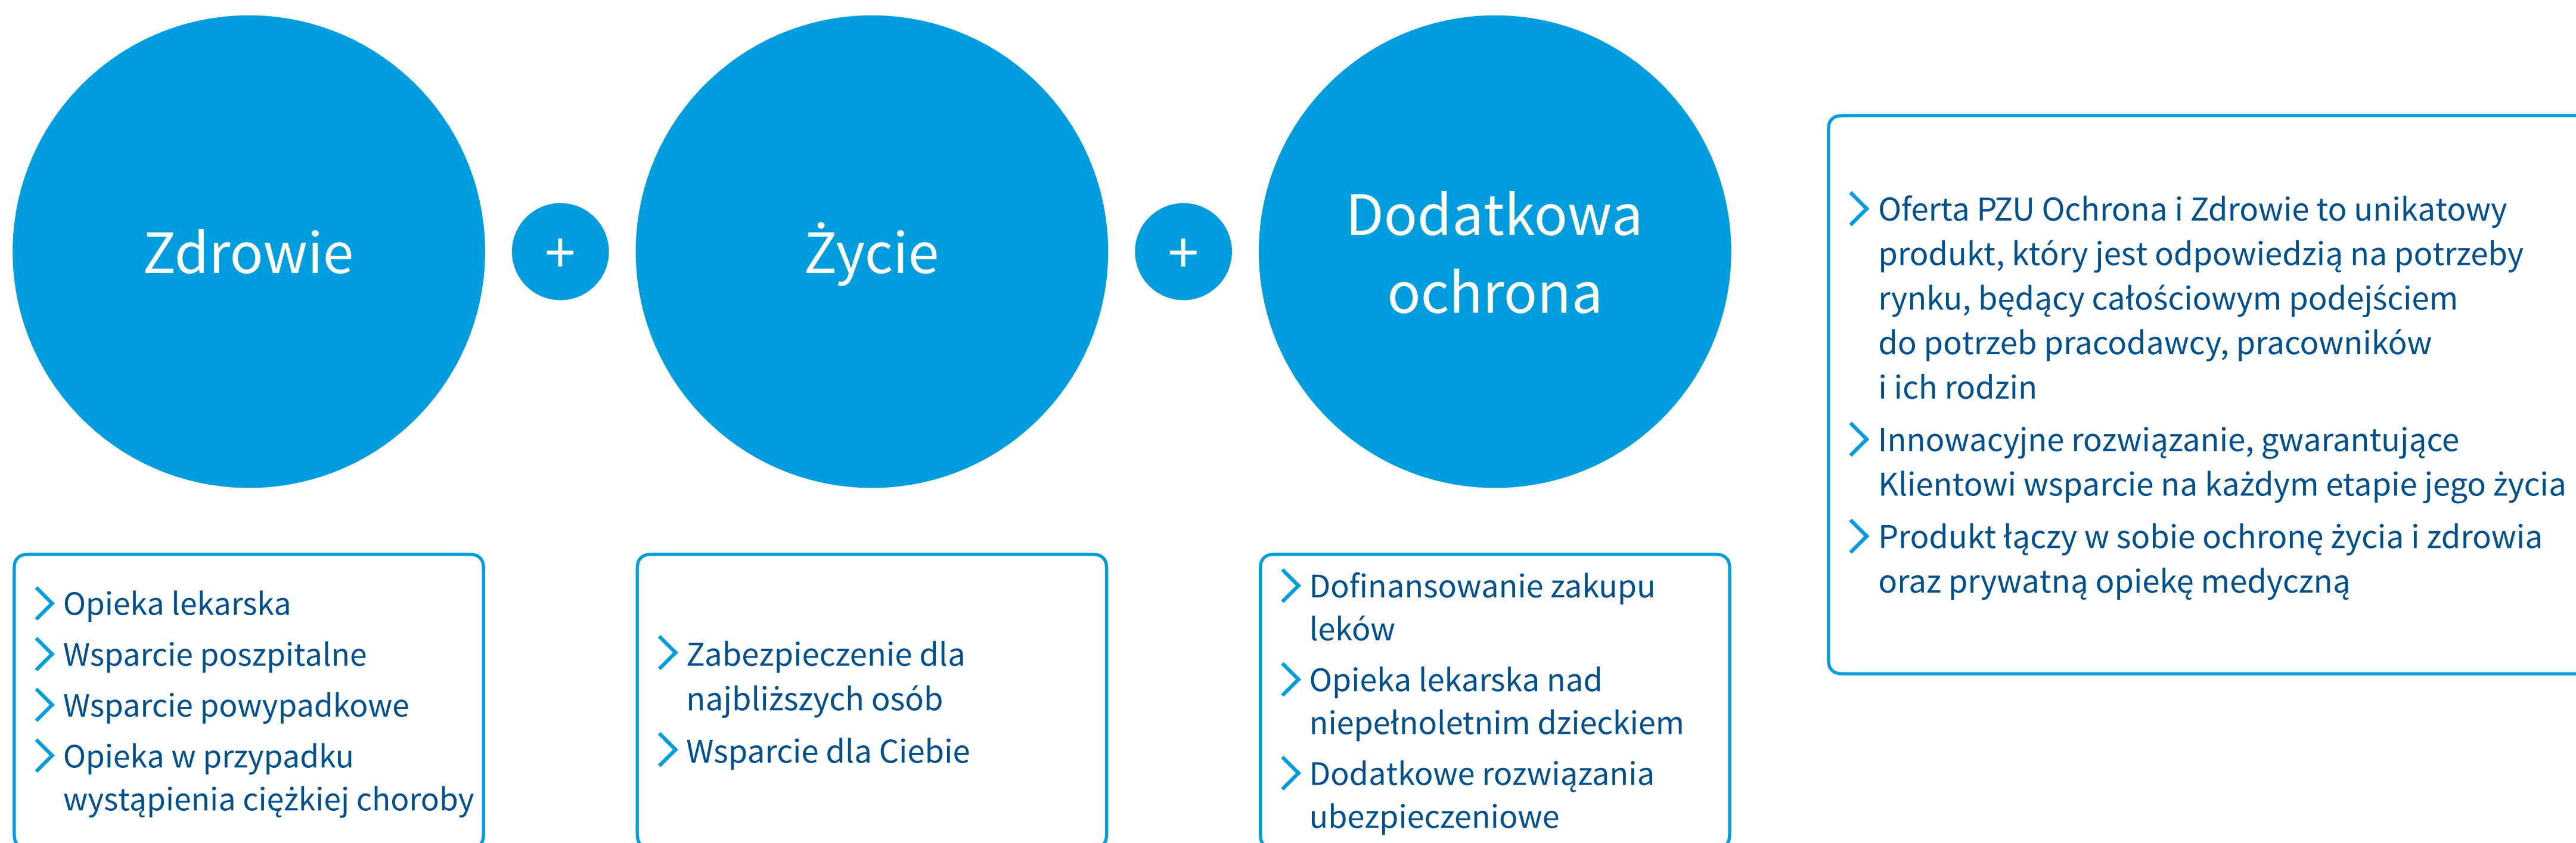 Zdrowie
+
Życie
+
Dodatkowa
ochrona
Opieka lekarska
Wsparcie poszpitalne
Wsparcie powypadkowe
Opieka w przypadku
wystąpienia ciężkiej choroby
Zabezpieczenie dla
najbliższych osób
Wsparcie dla Ciebie
Dofinansowanie zakupu
leków
Opieka lekarska nad
niepełnoletnim dzieckiem
Dodatkowe rozwiązania
ubezpieczeniowe
Oferta PZU Ochrona i Zdrowie to unikatowy
produkt, który jest odpowiedzią na potrzeby
rynku, będący całościowym podejściem
do potrzeb pracodawcy, pracowników
i ich rodzin
Innowacyjne rozwiązanie, gwarantujące
Klientowi wsparcie na każdym etapie jego życia
Produkt łączy w sobie ochronę życia i zdrowia
oraz prywatną opiekę medyczną